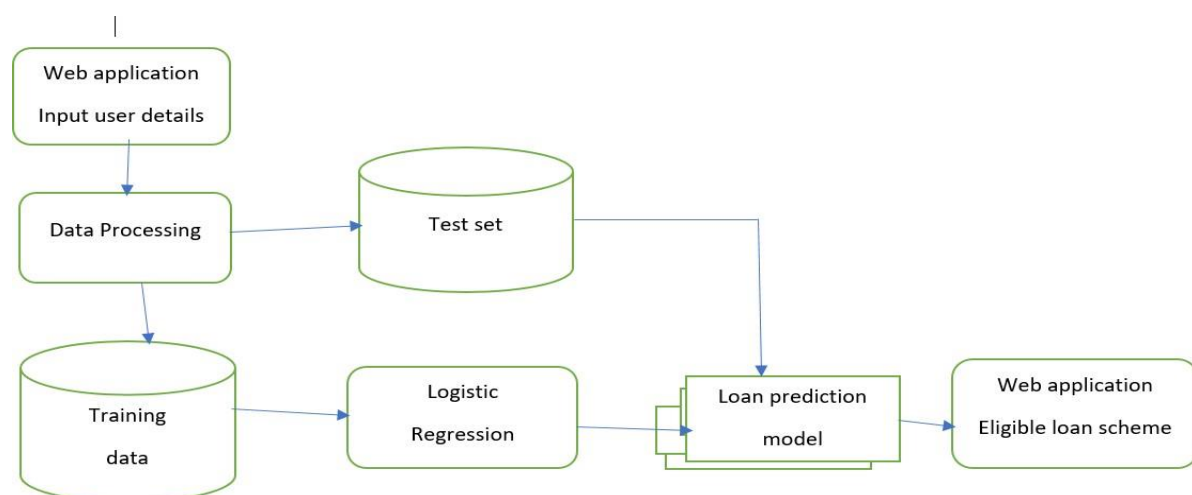 Web application
Input user details
Data Processing
Test set
Training
data
Logistic
Regression
Loan prediction
model
Web application
Eligible loan scheme